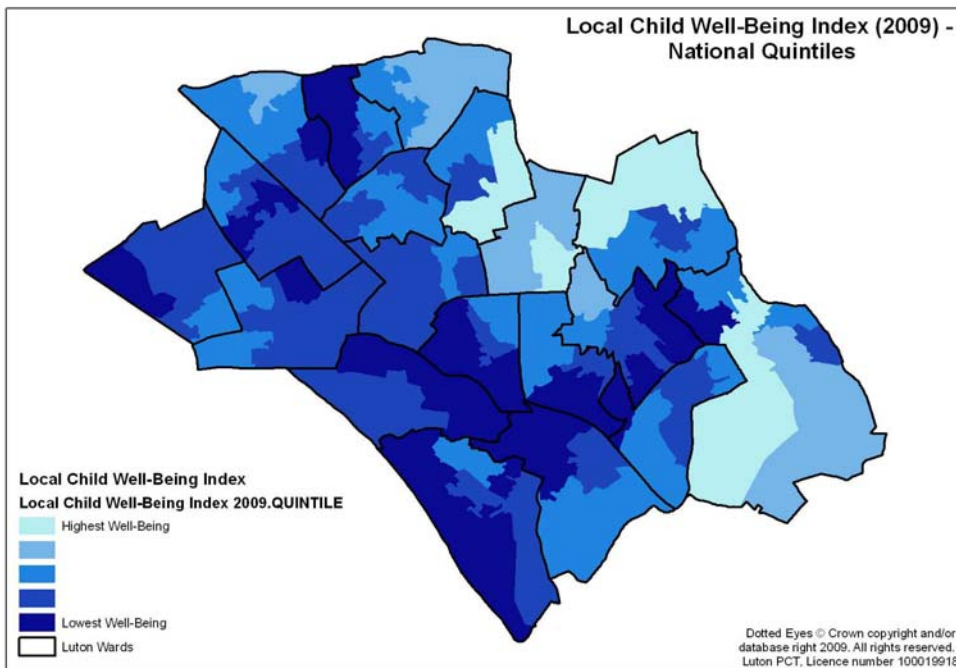 Local Child Well-Being Index (2009) -
National Quintiles
Local Child Well-Being Index
Local Child Well-Being Index 2009.QUINTILE
Highest Well-Being
Lowest Well-Being
Luton Wards
Dotted Eyes © Crown copyright and/or
database right 2009. All rights reserved.
Luton PCT, Licence number 100019918